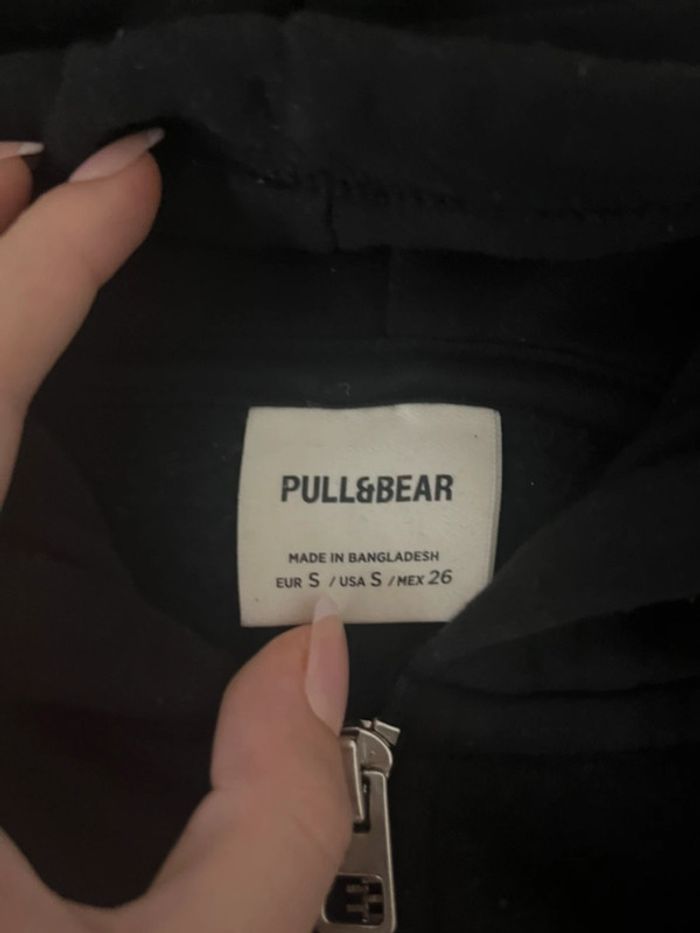 PULL&BEAR
MADE IN BANGLADESH
EUR S / USA S / MEX 26